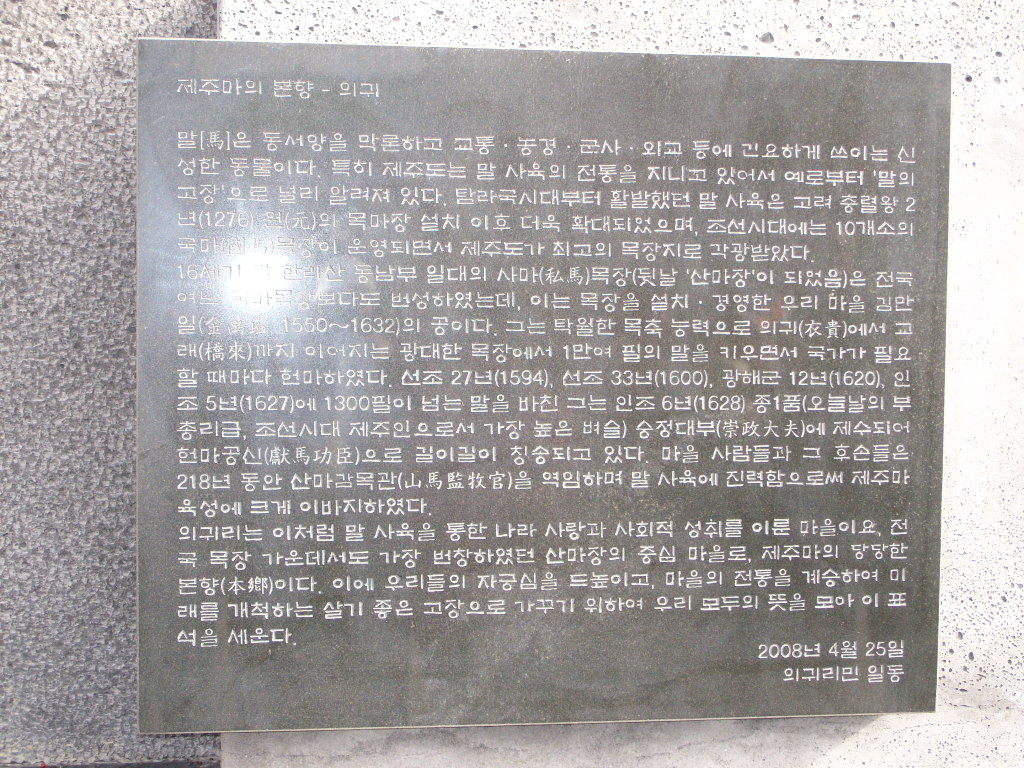 제주마의 본향 - 의귀
말[馬]은 동서양을 막론하고 교통·농경·군사·외교 등에 긴요하게 쓰이는 신
성한 동물이다. 특히 제주도는 말 사육의 전통을 지니고 있어서 예로부터 '말의
고장'으로 널리 알려져 있다. 탐라국시대부터 활발했던 말 사육은 고려 충렬왕 2
년(1276) 원(元)의 목마장 설치 이후 더욱 확대되었으며, 조선시대에는 10개소의
국마 목장이 운영되면서 제주도가 최고의 목장지로 각광받았다.
16세기 한라산 동남부 일대의 사마(私馬)목장(뒷날 '산마장'이 되었음)은 전국
번성하였는데, 이는 목장을 설치·경영한 우리 마을 김만
일(金 1550~1632)의 공이다. 그는 탁월한 목축 능력으로 의귀(衣貴)에서 교
래(橋來)까지 이어지는 광대한 목장에서 1만여 필의 말을 키우면서 국가가 필요
할 때마다 헌마하였다. 선조 27년(1594), 선조 33년(1600), 광해군 12년(1620), 인
조 5년(1627)에 1300필이 넘는 말을 바친 그는 인조 6년(1628) 종1품(오늘날의 부
총리급, 조선시대 제주인으로서 가장 높은 벼슬) 숭정대부(崇政大夫)에 제수되어
헌마공신(獻馬功臣)으로 길이길이 칭송되고 있다. 마을 사람들과 그 후손들은
218년 동안 산마감목관(山馬監牧官)을 역임하며 말 사육에 진력함으로써 제주마
육성에 크게 이바지하였다.
의귀리는 이처럼 말 사육을 통한 나라 사랑과 사회적 성취를 이룬 마을이요, 전
국 목장 가운데서도 가장 번창하였던 산마장의 중심 마을로, 제주마의 당당한
본향(本鄕)이다. 이에 우리들의 자긍심을 드높이고, 마을의 전통을 계승하여 미
래를 개척하는 살기 좋은 고장으로 가꾸기 위하여 우리 모두의 뜻을 모아 이 표
석을 세운다.
2008년 4월 25일
의귀리민 일동